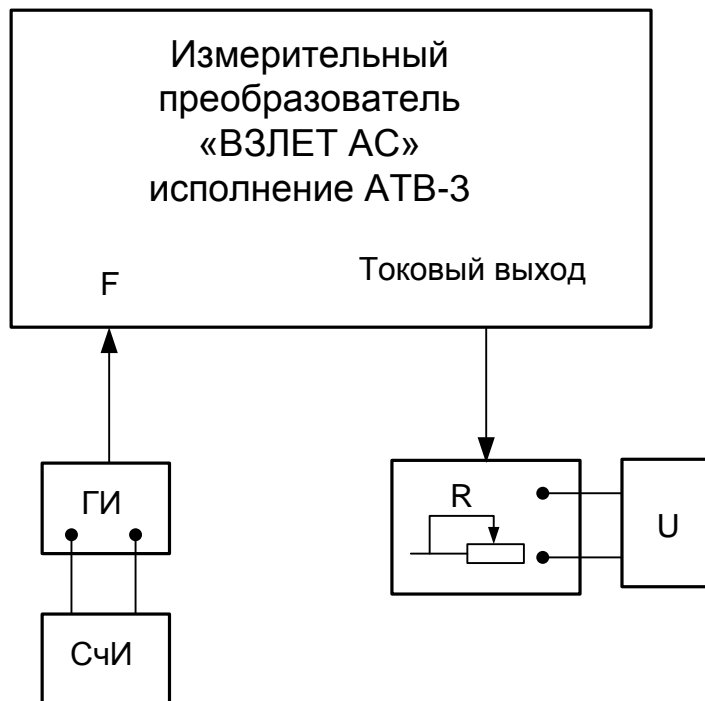 Измерительный
преобразователь
«ВЗЛЕТ АС»
исполнение АТВ-3
F
Токовый выход
ГИ
R
U
СчИ